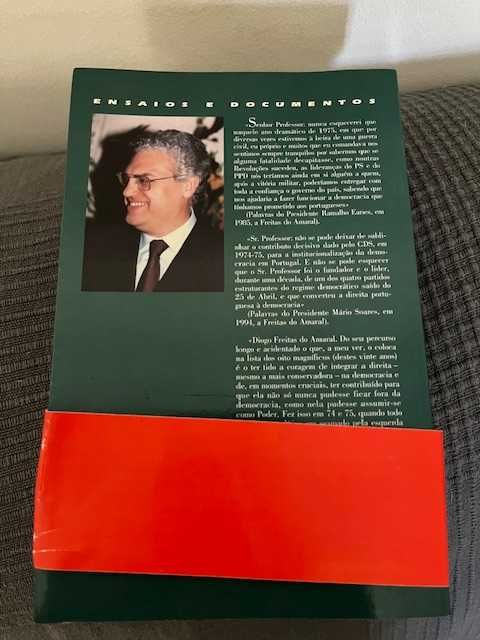 ENSAIOS E DOCUMENTOS
«Senhor Professor: nunca esquecerei que
naquele ano dramático de 1975, em que por
diversas vezes estivemos à beira de uma guerra
civil, eu próprio e muitos que eu comandava nos
sentimos sempre tranquilos por sabermos que se
alguma fatalidade decapitasse, como noutras
Revoluções sucedeu, as lideranças do PS e do
PPD nós teríamos ainda em si alguém a quem,
após a vitória militar, poderíamos entregar com
toda a confiança o governo do país, sabendo que
nos ajudaria a fazer funcionar a democracia que
tínhamos prometido aos portugueses»
(Palavras do Presidente Ramalho Eanes, em
1985, a Freitas do Amaral).
«Sr. Professor: não se pode deixar de subli-
nhar o contributo decisivo dado pelo CDS, em
1974-75, para a institucionalização da demo-
cracia em Portugal. E não se pode esquecer
que o Sr. Professor foi o fundador e o líder,
durante uma década, de um dos quatro partidos
estruturantes do regime democrático saído do
25 de Abril, e que converteu a direita portu-
guesa à democracia»
(Palavras do Presidente Mário Soares, em
1994, a Freitas do Amaral).
«Diogo Freitas do Amaral. Do seu percurso
longo e acidentado o que, a meu ver, o coloca
na lista dos oito magníficos (destes vinte anos)
é o ter tido a coragem de integrar a direita –
mesmo a mais conservadora – na democracia e
de, em momentos cruciais, ter contribuído para
que ela não só nunca pudesse ficar fora da
democracia, como nela pudesse assumir-se
como Poder. Fez isso em 74 e 75, quando todo
pela esquerda